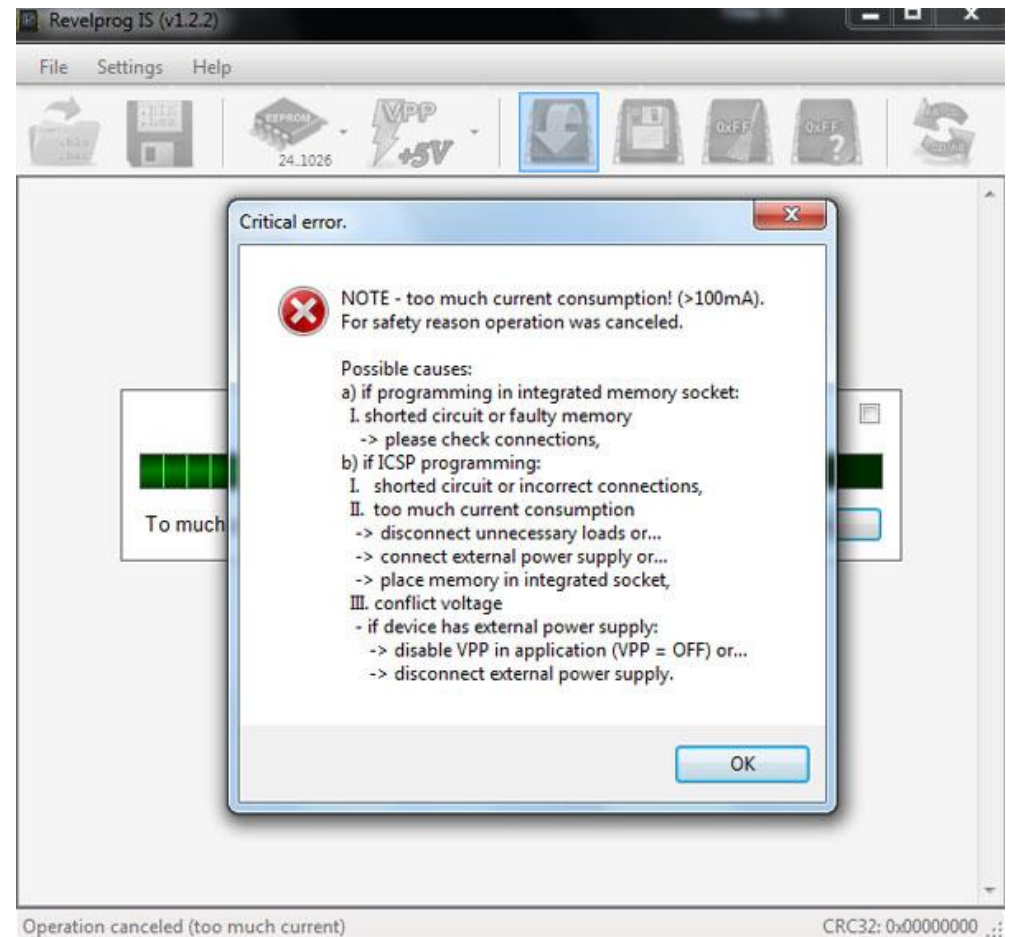 Revelprog IS (v1.2.2)
File Settings Help
EEPROM
24_1026
VPP
+5V
0xFF
0xFF
?
Critical error.
NOTE - too much current consumption! (>100mA).
For safety reason operation was canceled.
Possible causes:
a) if programming in integrated memory socket:
I. shorted circuit or faulty memory
-> please check connections,
b) if ICSP programming:
I. shorted circuit or incorrect connections,
II. too much current consumption
-> disconnect unnecessary loads or...
-> connect external power supply or...
-> place memory in integrated socket,
III. conflict voltage
- if device has external power supply:
-> disable VPP in application (VPP = OFF) or...
-> disconnect external power supply.
To much
OK
Operation canceled (too much current)
CRC32: 0x00000000